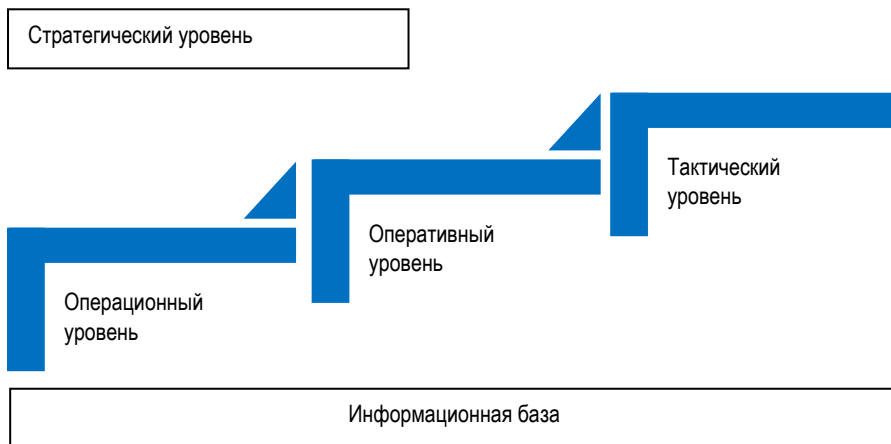 Стратегический уровень
Тактический
уровень
Оперативный
уровень
Операционный
уровень
Информационная база